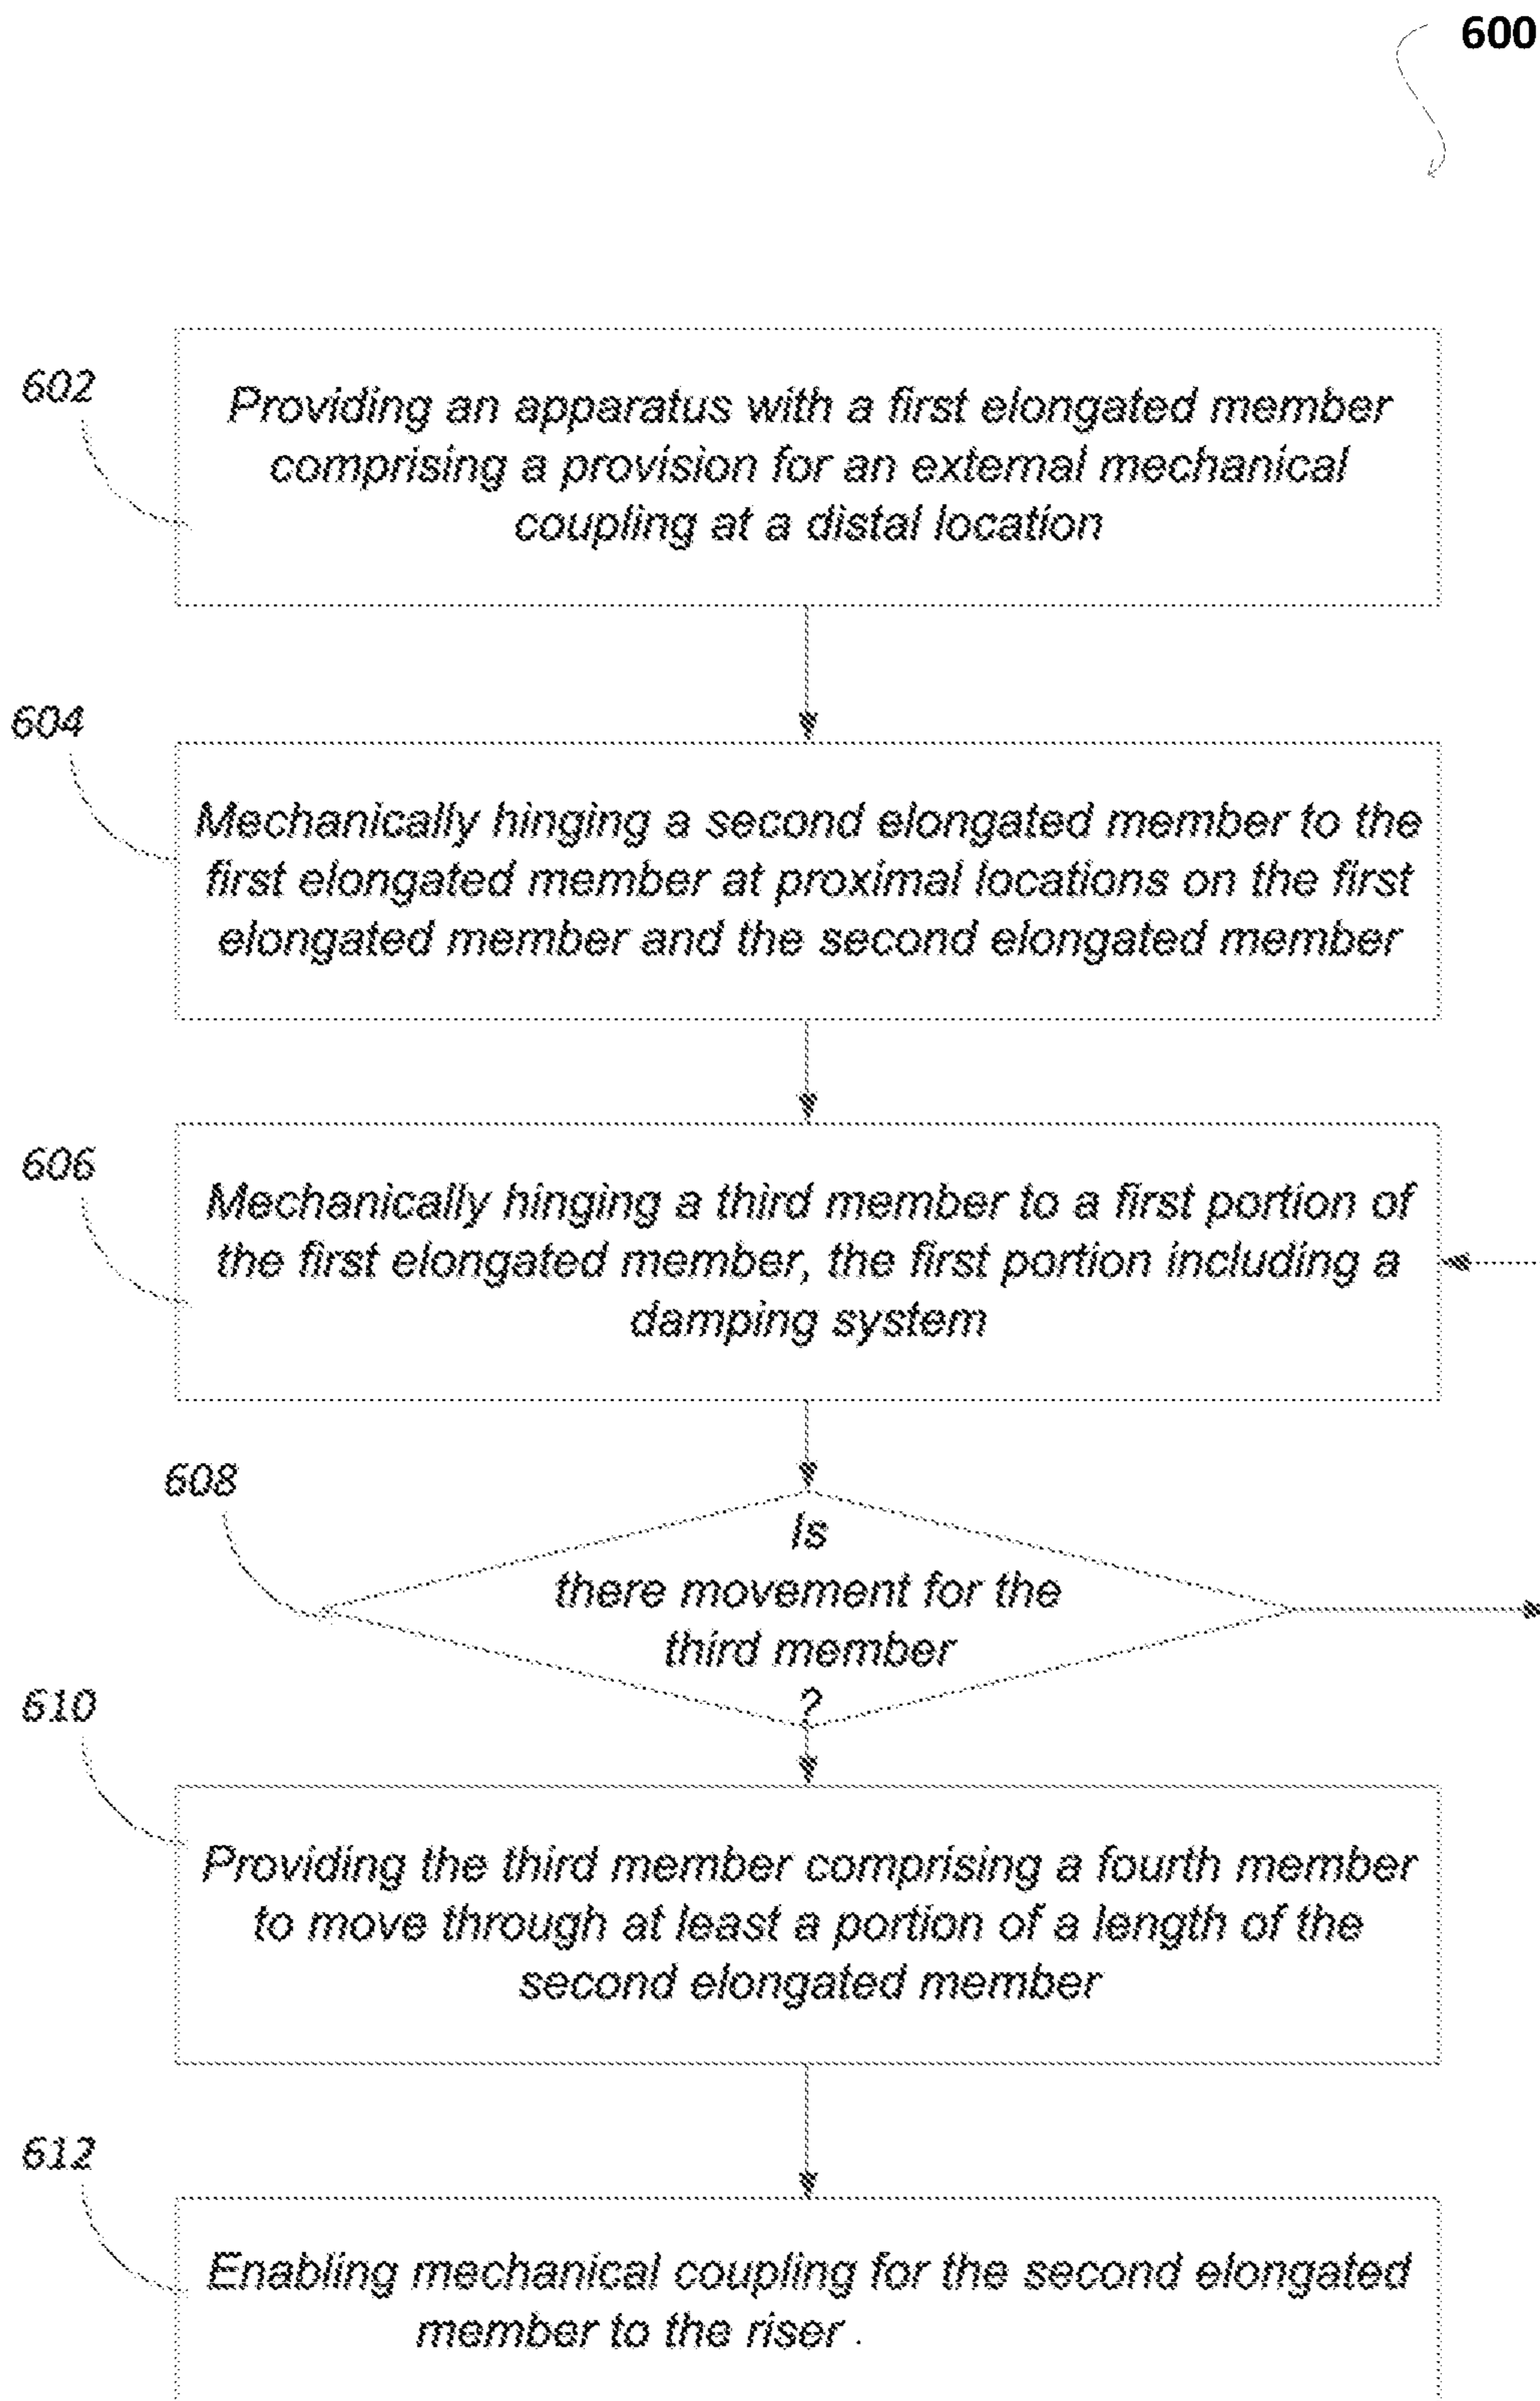 600
602
Providing an apparatus with a first elongated member
comprising a provision for an external mechanical
coupling at a distal location
604
Mechanically hinging a second elongated member to the
first elongated member at proximal locations on the first
elongated member and the second elongated member
606
Mechanically hinging a third member to a first portion of
the first elongated member, the first portion including a
damping system
608
Is
there movement for the
third member
?
610
Providing the third member comprising a fourth member
to move through at least a portion of a length of the
second elongated member
612
Enabling mechanical coupling for the second elongated
member to the riser .